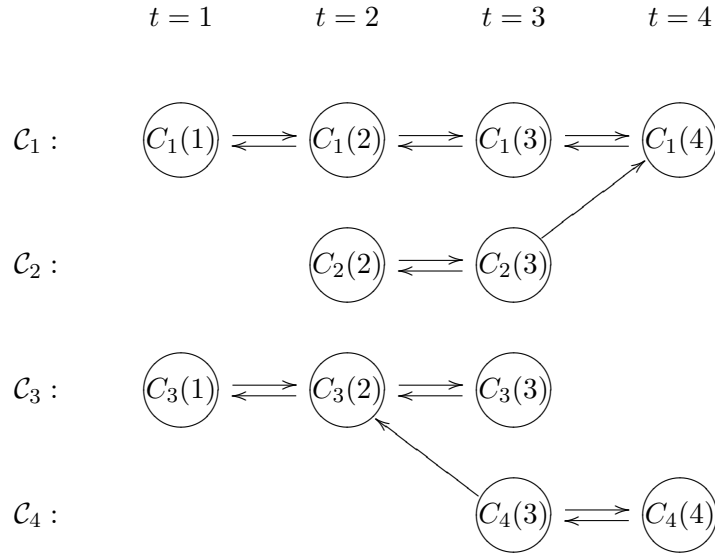 t = 1 t = 2 t = 3 t = 4
𝒞₁ : C₁(1) C₁(2) C₁(3) C₁(4)
𝒞₂ : C₂(2) C₂(3)
𝒞₃ : C₃(1) C₃(2) C₃(3)
𝒞₄ : C₄(3) C₄(4)